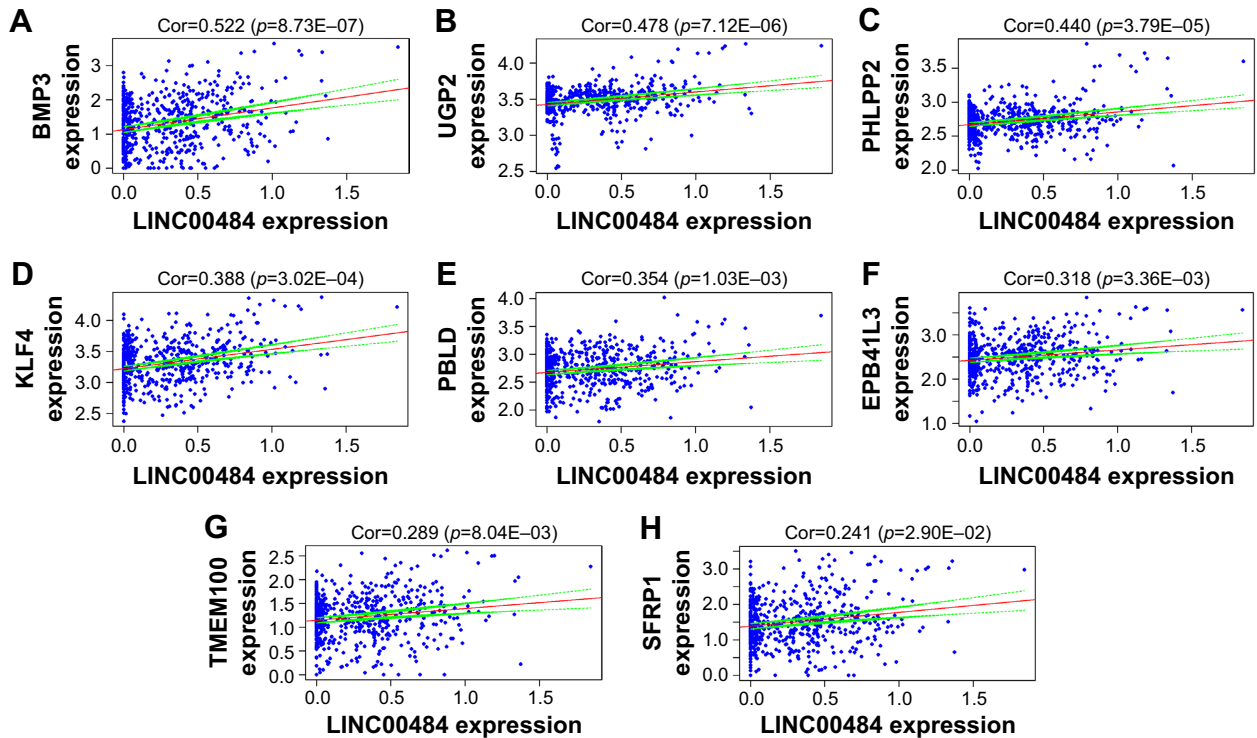 A
Cor=0.522 (p=8.73E–07)
BMP3
expression
3
2
1
0
0.0 0.5 1.0 1.5
LINC00484 expression
B
Cor=0.478 (p=7.12E–06)
UGP2
expression
4.0
3.5
3.0
2.5
0.0 0.5 1.0 1.5
LINC00484 expression
C
Cor=0.440 (p=3.79E–05)
PHLPP2
expression
3.5
3.0
2.5
2.0
0.0 0.5 1.0 1.5
LINC00484 expression
D
Cor=0.388 (p=3.02E–04)
KLF4
expression
4.0
3.5
3.0
2.5
0.0 0.5 1.0 1.5
LINC00484 expression
E
Cor=0.354 (p=1.03E–03)
PBLD
expression
4.0
3.5
3.0
2.5
2.0
0.0 0.5 1.0 1.5
LINC00484 expression
F
Cor=0.318 (p=3.36E–03)
EPB41L3
expression
3.0
2.0
1.0
0.0 0.5 1.0 1.5
LINC00484 expression
G
Cor=0.289 (p=8.04E–03)
TMEM100
expression
2.5
2.0
1.5
1.0
0.5
0.0
0.0 0.5 1.0 1.5
LINC00484 expression
H
Cor=0.241 (p=2.90E–02)
SFRP1
expression
3.0
2.0
1.0
0.0
0.0 0.5 1.0 1.5
LINC00484 expression